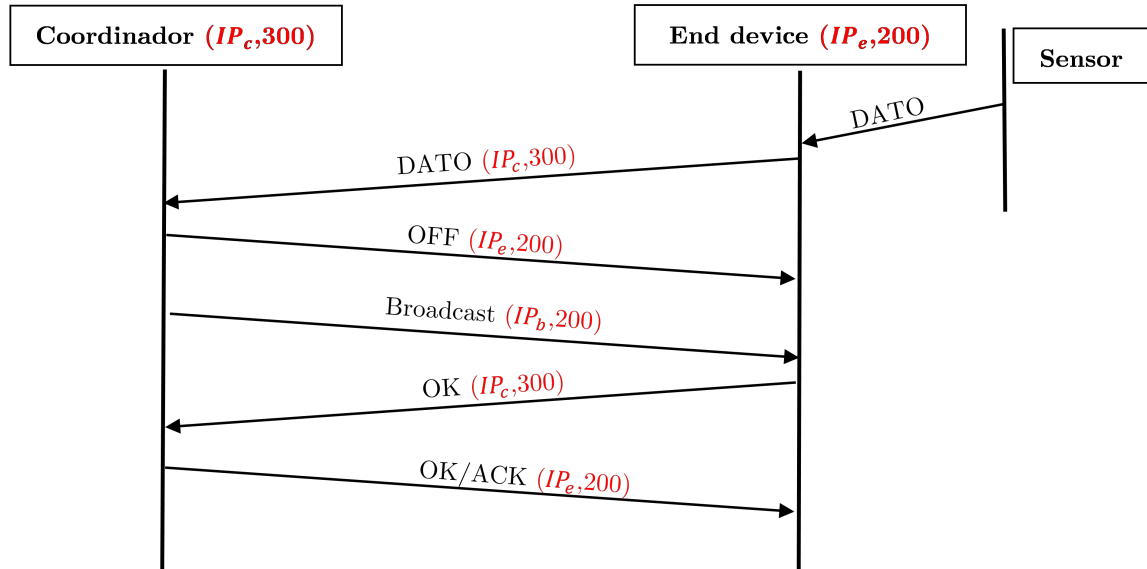 Coordinador (IPc,300)
End device (IPe,200)
Sensor
DATO
DATO (IPc,300)
OFF (IPe,200)
Broadcast (IPb,200)
OK (IPc,300)
OK/ACK (IPe,200)